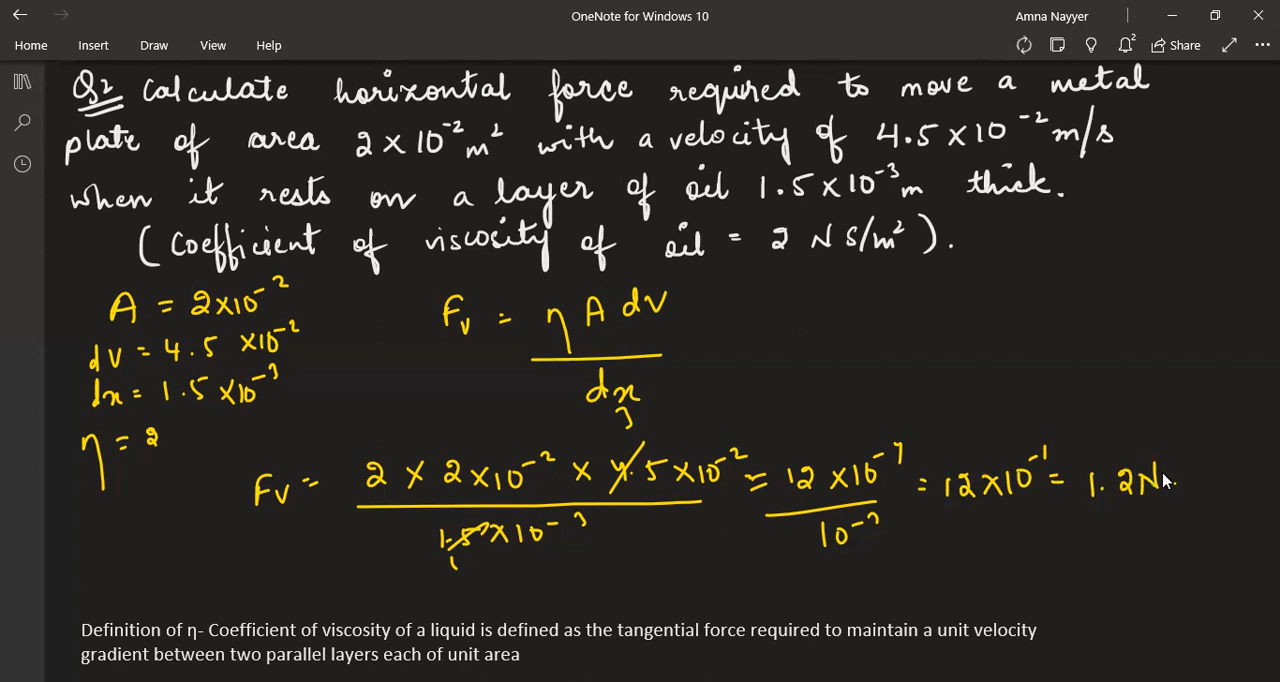 OneNote for Windows 10
Amna Nayyer
Home Insert Draw View Help
2 Share
Q2 Calculate horizontal force required to move a metal
plate of area 2 × 10⁻² m² with a velocity of 4.5 × 10⁻² m/s
when it rests on a layer of oil 1.5 × 10⁻³ m thick.
(Coefficient of viscosity of oil = 2 N S/m²).
A = 2×10⁻²
dv = 4.5 ×10⁻²
dx = 1.5 ×10⁻³
η = 2
Fv = η A dv
dx
3
Fv = 2 × 2×10⁻² × 4.5 ×10⁻² = 12 ×10⁻⁴ = 12×10⁻¹ = 1.2N.
1.5 ×10⁻³ 10⁻³
1
Definition of η- Coefficient of viscosity of a liquid is defined as the tangential force required to maintain a unit velocity
gradient between two parallel layers each of unit area